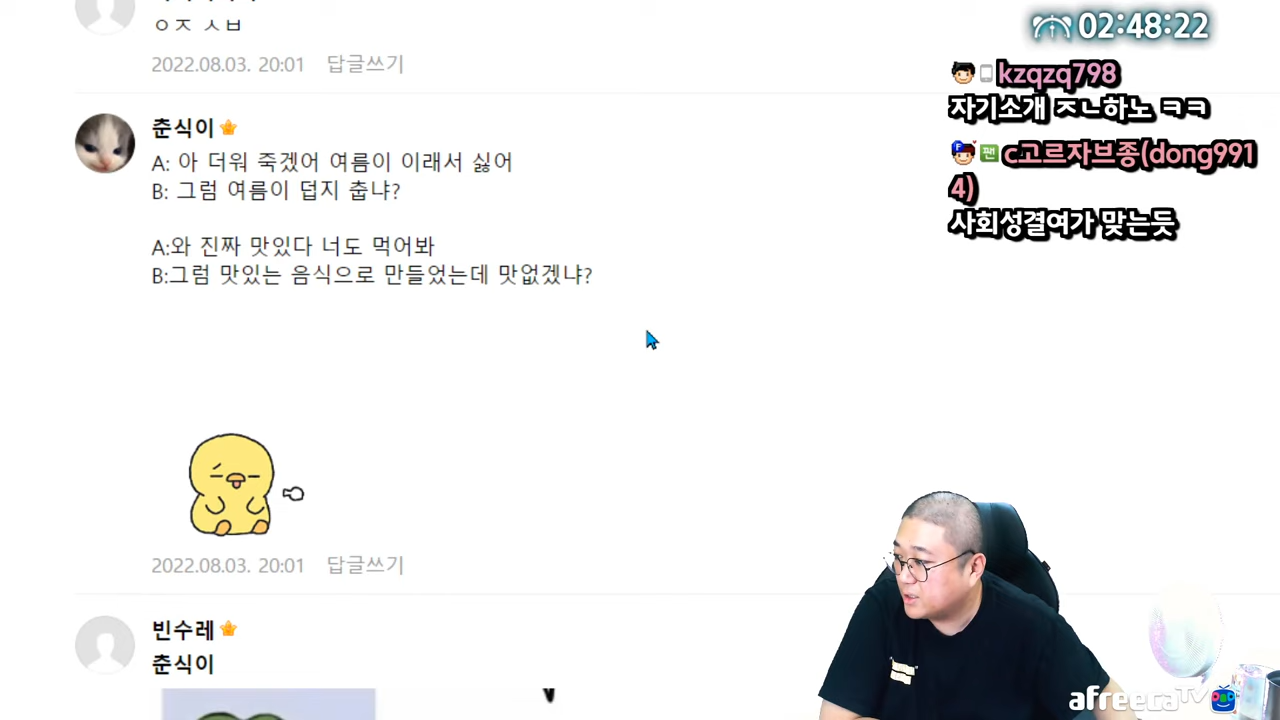 ㅇㅈ ㅅㅂ
2022.08.03. 20:01 답글쓰기
춘식이
A: 아 더워 죽겠어 여름이 이래서 싫어
B: 그럼 여름이 덥지 춥냐?
A:와 진짜 맛있다 너도 먹어봐
B:그럼 맛있는 음식으로 만들었는데 맛없겠냐?
2022.08.03. 20:01 답글쓰기
빈수레
춘식이
02:48:22
kzqzq798
자기소개 ㅈㄴ하노 ㅋㅋ
F 팬 c고르자브종(dong991
4)
사회성결여가 맞는듯
afreecaTV